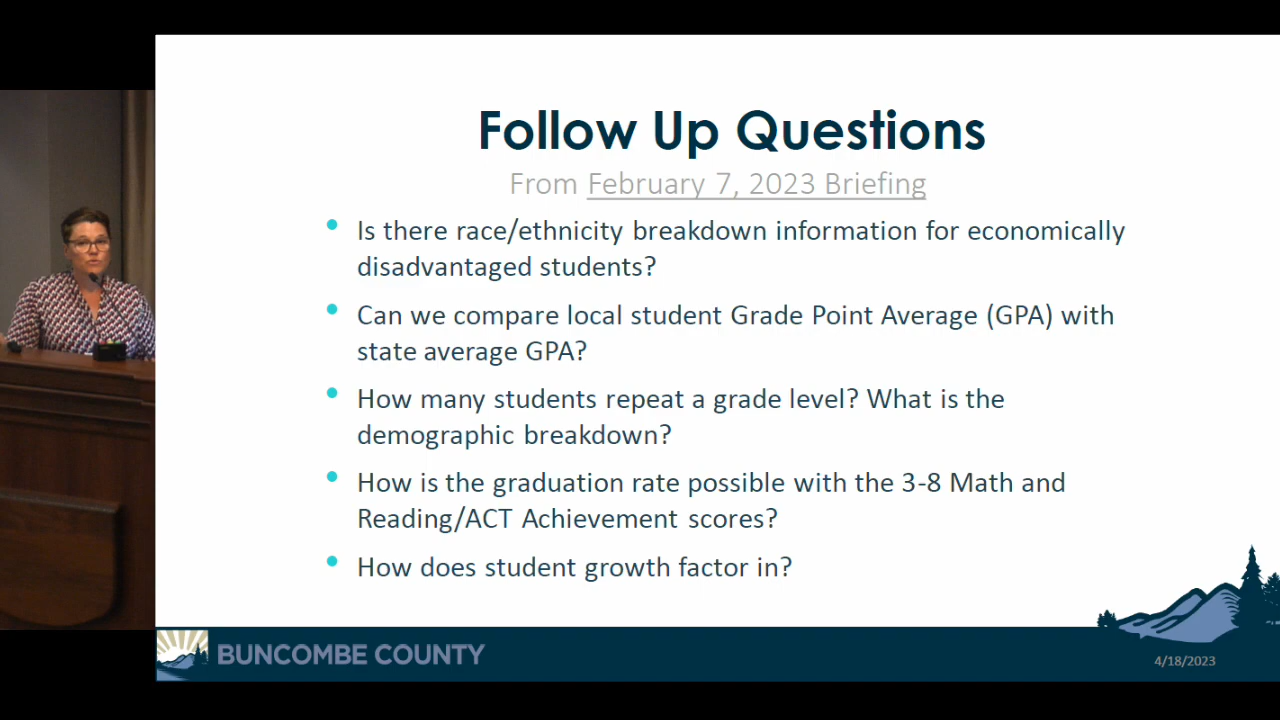 Follow Up Questions
From February 7, 2023 Briefing
Is there race/ethnicity breakdown information for economically
disadvantaged students?
Can we compare local student Grade Point Average (GPA) with
state average GPA?
How many students repeat a grade level? What is the
demographic breakdown?
How is the graduation rate possible with the 3-8 Math and
Reading/ACT Achievement scores?
How does student growth factor in?
BUNCOMBE COUNTY
4/18/2023